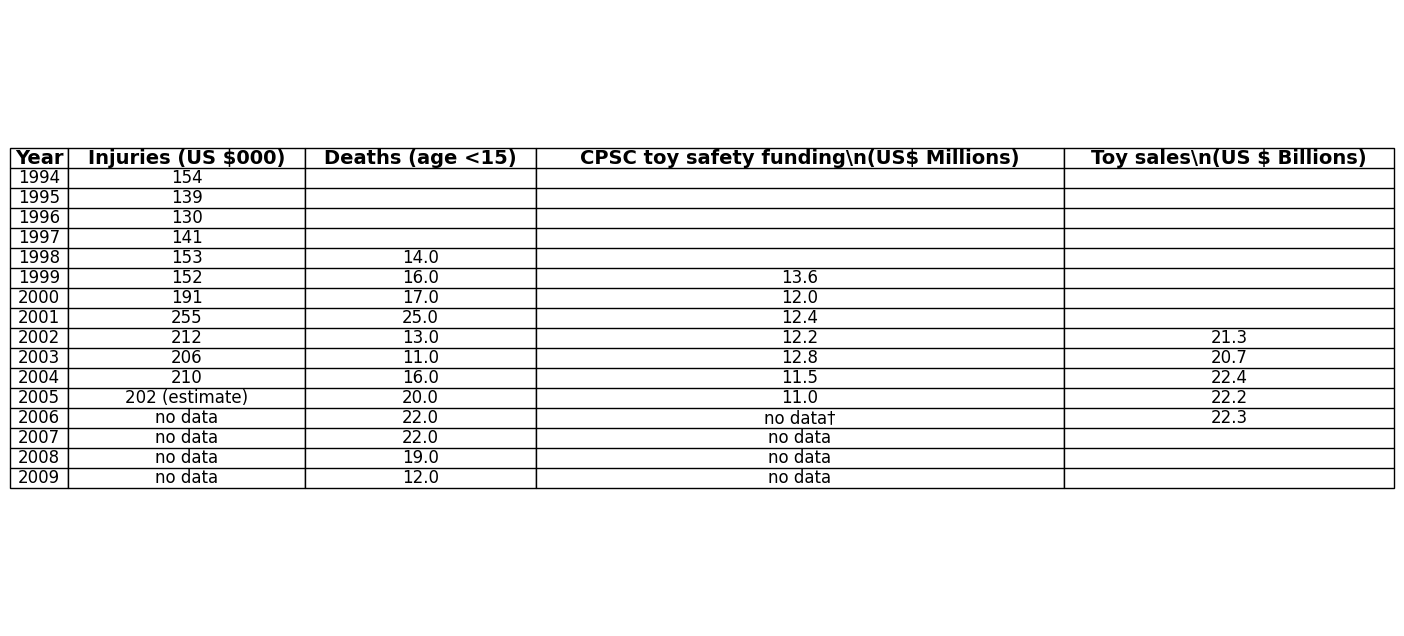 Year Injuries (US $000) Deaths (age <15) CPSC toy safety funding\n(US$ Millions) Toy sales\n(US $ Billions)
1994 154
1995 139
1996 130
1997 141
1998 153 14.0
1999 152 16.0 13.6
2000 191 17.0 12.0
2001 255 25.0 12.4
2002 212 13.0 12.2 21.3
2003 206 11.0 12.8 20.7
2004 210 16.0 11.5 22.4
2005 202 (estimate) 20.0 11.0 22.2
2006 no data 22.0 no data† 22.3
2007 no data 22.0 no data
2008 no data 19.0 no data
2009 no data 12.0 no data